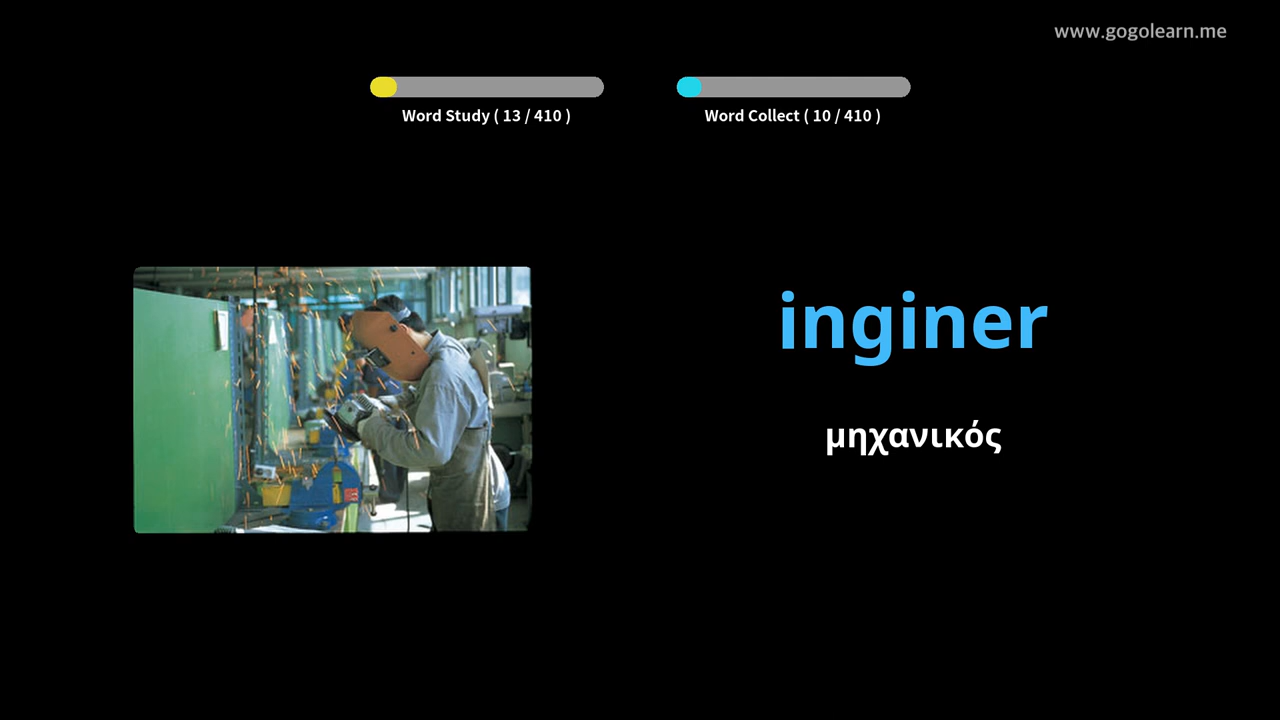 www.gogolearn.me
Word Study ( 13 / 410 )
Word Collect ( 10 / 410 )
inginer
μηχανικός